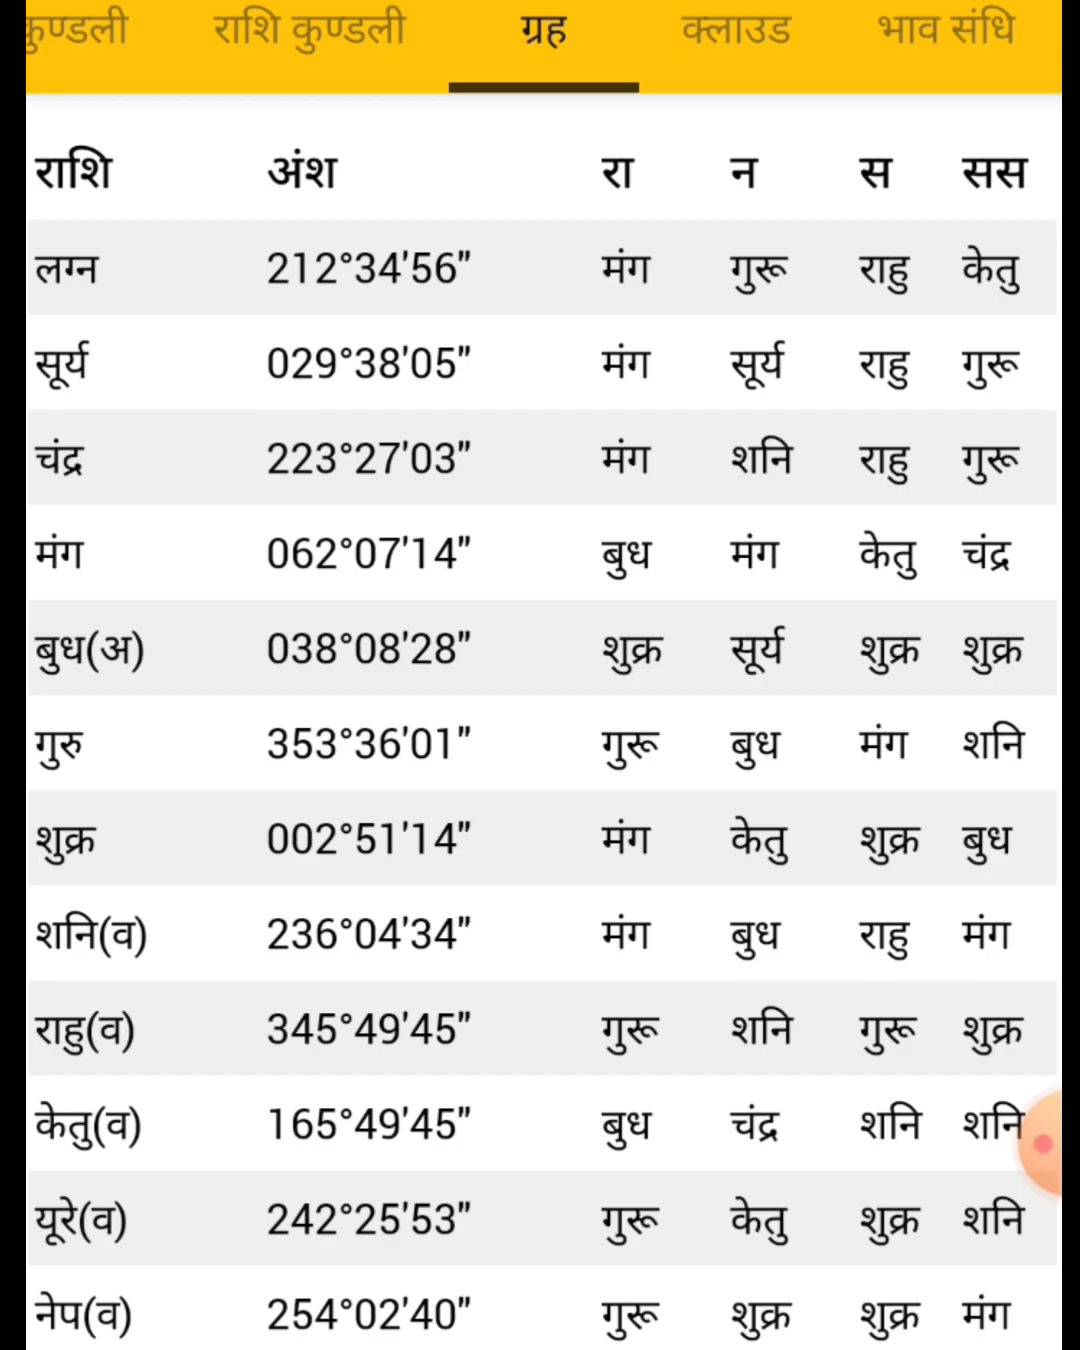 कुण्डली राशि कुण्डली ग्रह क्लाउड भाव संधि
राशि अंश रा न स सस
लग्न 212°34'56" मंग गुरू राहु केतु
सूर्य 029°38'05" मंग सूर्य राहु गुरू
चंद्र 223°27'03" मंग शनि राहु गुरू
मंग 062°07'14" बुध मंग केतु चंद्र
बुध(अ) 038°08'28" शुक्र सूर्य शुक्र शुक्र
गुरु 353°36'01" गुरू बुध मंग शनि
शुक्र 002°51'14" मंग केतु शुक्र बुध
शनि(व) 236°04'34" मंग बुध राहु मंग
राहु(व) 345°49'45" गुरू शनि गुरू शुक्र
केतु(व) 165°49'45" बुध चंद्र शनि शनि
यूरे(व) 242°25'53" गुरू केतु शुक्र शनि
नेप(व) 254°02'40" गुरू शुक्र शुक्र मंग